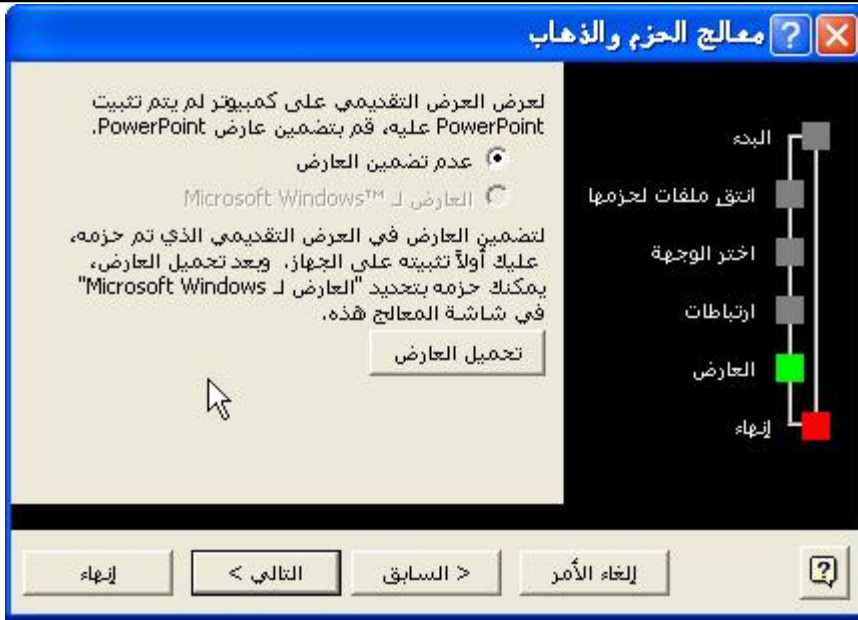 معالج الحزم والذهاب
البدء
انتق ملفات لحزمها
اختر الوجهة
ارتباطات
العارض
إنهاء
لعرض العرض التقديمي على كمبيوتر لم يتم تثبيت
PowerPoint عليه، قم بتضمين عارض PowerPoint.
عدم تضمين العارض
العارض لـ Microsoft Windows™
لتضمين العارض في العرض التقديمي الذي تم حزمه،
عليك أولاً تثبيته على الجهاز. وبعد تحميل العارض،
يمكنك حزمه بتحديد "العارض لـ Microsoft Windows"
في شاشة المعالج هذه.
تحميل العارض
إلغاء الأمر
< السابق
التالي >
إنهاء